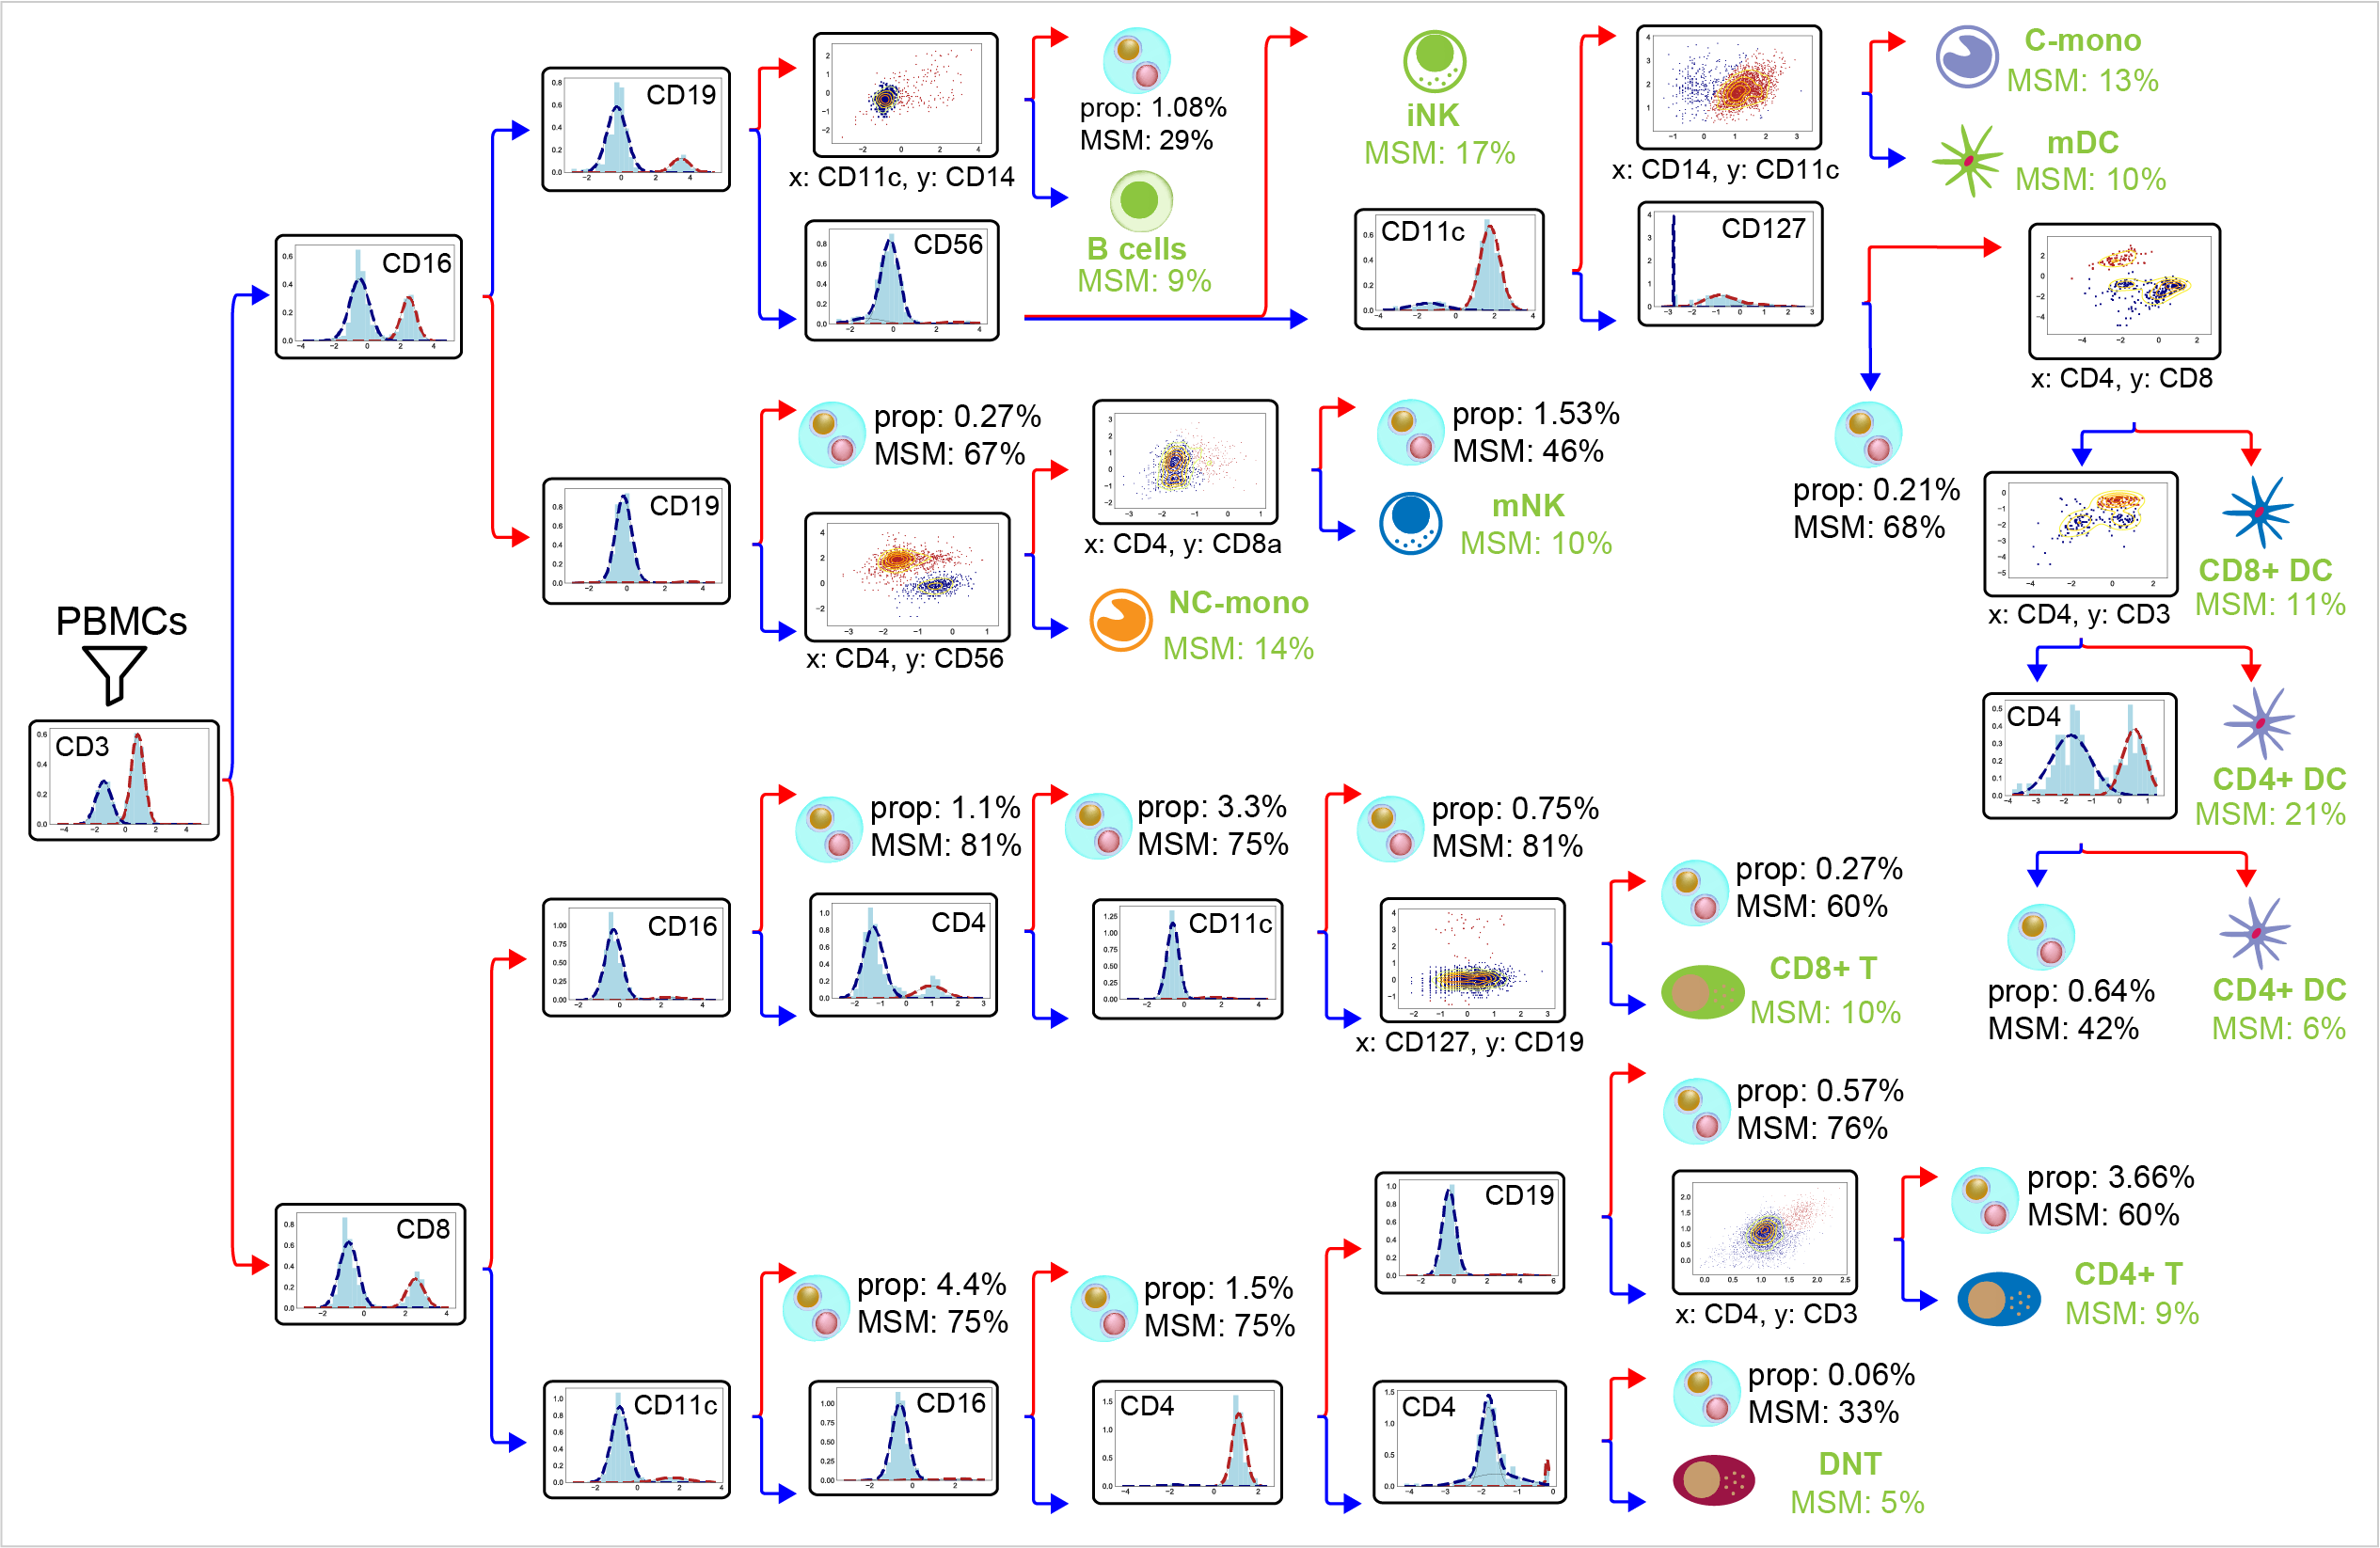 PBMCs
CD3
CD16
CD8
CD19
x: CD11c, y: CD14
prop: 1.08%
MSM: 29%
B cells
MSM: 9%
CD56
iNK
MSM: 17%
CD11c
x: CD14, y: CD11c
C-mono
MSM: 13%
mDC
MSM: 10%
CD127
x: CD4, y: CD8
prop: 0.21%
MSM: 68%
x: CD4, y: CD3
CD8+ DC
MSM: 11%
CD4
CD4+ DC
MSM: 21%
prop: 0.64%
MSM: 42%
CD4+ DC
MSM: 6%
CD19
prop: 0.27%
MSM: 67%
x: CD4, y: CD56
x: CD4, y: CD8a
prop: 1.53%
MSM: 46%
mNK
MSM: 10%
NC-mono
MSM: 14%
CD16
prop: 1.1%
MSM: 81%
CD4
prop: 3.3%
MSM: 75%
CD11c
prop: 0.75%
MSM: 81%
x: CD127, y: CD19
prop: 0.27%
MSM: 60%
CD8+ T
MSM: 10%
CD11c
prop: 4.4%
MSM: 75%
CD16
prop: 1.5%
MSM: 75%
CD4
CD19
prop: 0.57%
MSM: 76%
x: CD4, y: CD3
prop: 3.66%
MSM: 60%
CD4+ T
MSM: 9%
CD4
prop: 0.06%
MSM: 33%
DNT
MSM: 5%